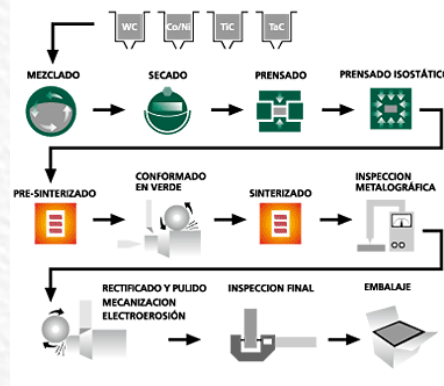 WC Co/Ni TiC TaC
MEZCLADO SECADO PRENSADO PRENSADO ISOSTÁTICO
PRE-SINTERIZADO
CONFORMADO
EN VERDE
SINTERIZADO
INSPECCION
METALOGRÁFICA
RECTIFICADO Y PULIDO
MECANIZACION
ELECTROEROSIÓN
INSPECCION FINAL
EMBALAJE